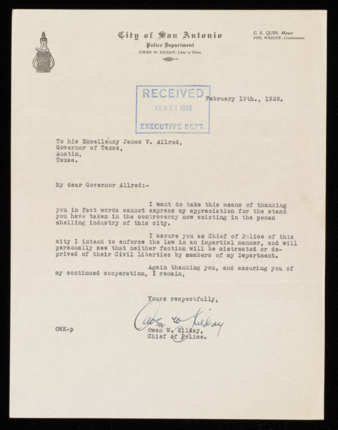 City of San Antonio
Police Department
OWEN W. KILDAY, Chief of Police
C. K. QUIN, Mayor
PHIL WRIGHT, Commissioner
RECEIVED
FEB 21 1938
EXECUTIVE DEPT.
February 19th., 1938.
To his Excellency James V. Allred,
Governor of Texas,
Austin,
Texas.
My dear Governor Allred:-
I want to take this means of thanking
you in fact words cannot express my appreciation for the stand
you have taken in the controversy now existing in the pecan
shelling industry of this city.
I assure you as Chief of Police of this
city I intend to enforce the law in an impartial manner, and will
personally see that neither faction will be mistreated or de-
prived of their Civil Liberties by members of my Department.
Again thanking you, and assuring you of
my continued cooperation, I remain,
Yours respectfully,
Owen W Kilday
OWK-p
Owen W. Kilday,
Chief of Police.